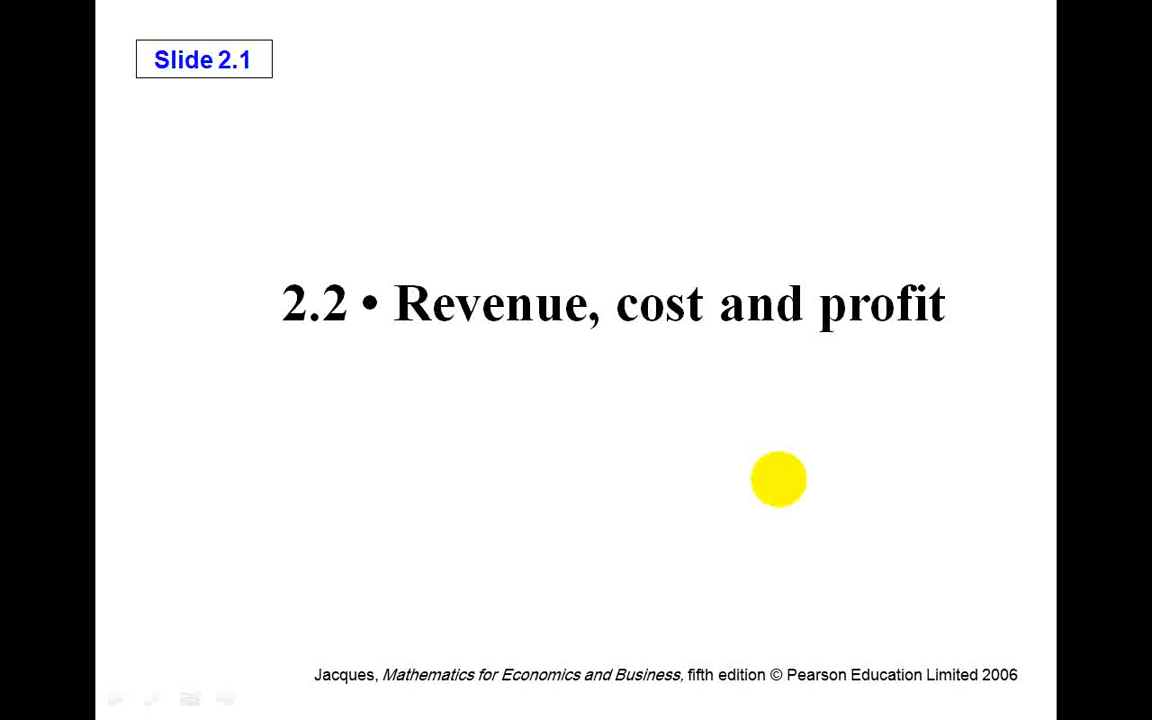 Slide 2.1
2.2 • Revenue, cost and profit
Jacques, Mathematics for Economics and Business, fifth edition © Pearson Education Limited 2006